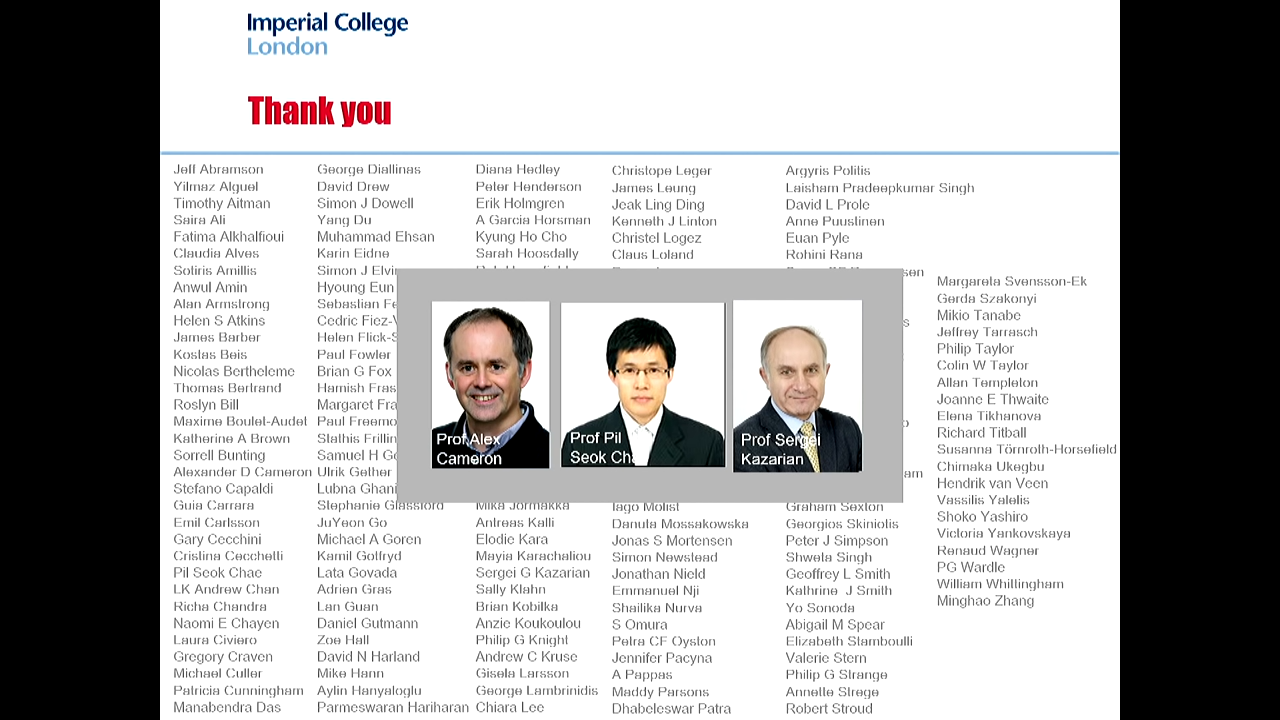 Imperial College
London
Thank you
Jeff Abramson
Yilmaz Alguel
Timothy Aitman
Saira Ali
Fatima Alkhalfioui
Claudia Alves
Sotiris Amillis
Anwul Amin
Alan Armstrong
Helen S Atkins
James Barber
Kostas Beis
Nicolas Bertheleme
Thomas Bertrand
Roslyn Bill
Maxime Boulet-Audet
Katherine A Brown
Sorrell Bunting
Alexander D Cameron
Stefano Capaldi
Guia Carrara
Emil Carlsson
Gary Cecchini
Cristina Cecchetti
Pil Seok Chae
LK Andrew Chan
Richa Chandra
Naomi E Chayen
Laura Civiero
Gregory Craven
Michael Culler
Patricia Cunningham
Manabendra Das
George Diallinas
David Drew
Simon J Dowell
Yang Du
Muhammad Ehsan
Karin Eidne
Simon J
Hyoung Eun
Sebastian
Cedric
Helen
Paul Fowler
Brian G Fox
Hamish
Margaret
Paul
Stathis
Samuel H
Ulrik Gether
Lubna Ghani
Stephanie Glassford
JuYeon Go
Michael A Goren
Kamil Gotfryd
Lata Govada
Adrien Gras
Lan Guan
Daniel Gutmann
Zoe Hall
David N Harland
Mike Hann
Aylin Hanyaloglu
Parmeswaran Hariharan
Diana Hedley
Peter Henderson
Erik Holmgren
A Garcia Horsman
Kyung Ho Cho
Sarah Hoosdally
Mika Jormakka
Antreas Kalli
Elodie Kara
Mayia Karachaliou
Sergei G Kazarian
Sally Klahn
Brian Kobilka
Anzie Koukoulou
Philip G Knight
Andrew C Kruse
Gisela Larsson
George Lambrinidis
Chiara Lee
Christope Leger
James Leung
Jeak Ling Ding
Kenneth J Linton
Christel Logez
Claus Loland
Iago Molist
Danuta Mossakowska
Jonas S Mortensen
Simon Newstead
Jonathan Nield
Emmanuel Nji
Shailika Nurva
S Omura
Petra CF Oyston
Jennifer Pacyna
A Pappas
Maddy Parsons
Dhabeleswar Patra
Argyris Politis
Laisham Pradeepkumar Singh
David L Prole
Anne Puustinen
Euan Pyle
Rohini Rana
Graham Sexton
Georgios Skiniotis
Peter J Simpson
Shweta Singh
Geoffrey L Smith
Kathrine J Smith
Yo Sonoda
Abigail M Spear
Elizabeth Stamboulli
Valerie Stern
Philip G Strange
Annette Strege
Robert Stroud
Margareta Svensson-Ek
Gerda Szakonyi
Mikio Tanabe
Jeffrey Tarrasch
Philip Taylor
Colin W Taylor
Allan Templeton
Joanne E Thwaite
Elena Tikhanova
Richard Titball
Susanna Törnroth-Horsefield
Chimaka Ukegbu
Hendrik van Veen
Vassilis Yatelis
Shoko Yashiro
Victoria Yankovskaya
Renaud Wagner
PG Wardle
William Whittingham
Minghao Zhang
Prof Alex
Cameron
Prof Pil
Seok Chae
Prof Sergei
Kazarian